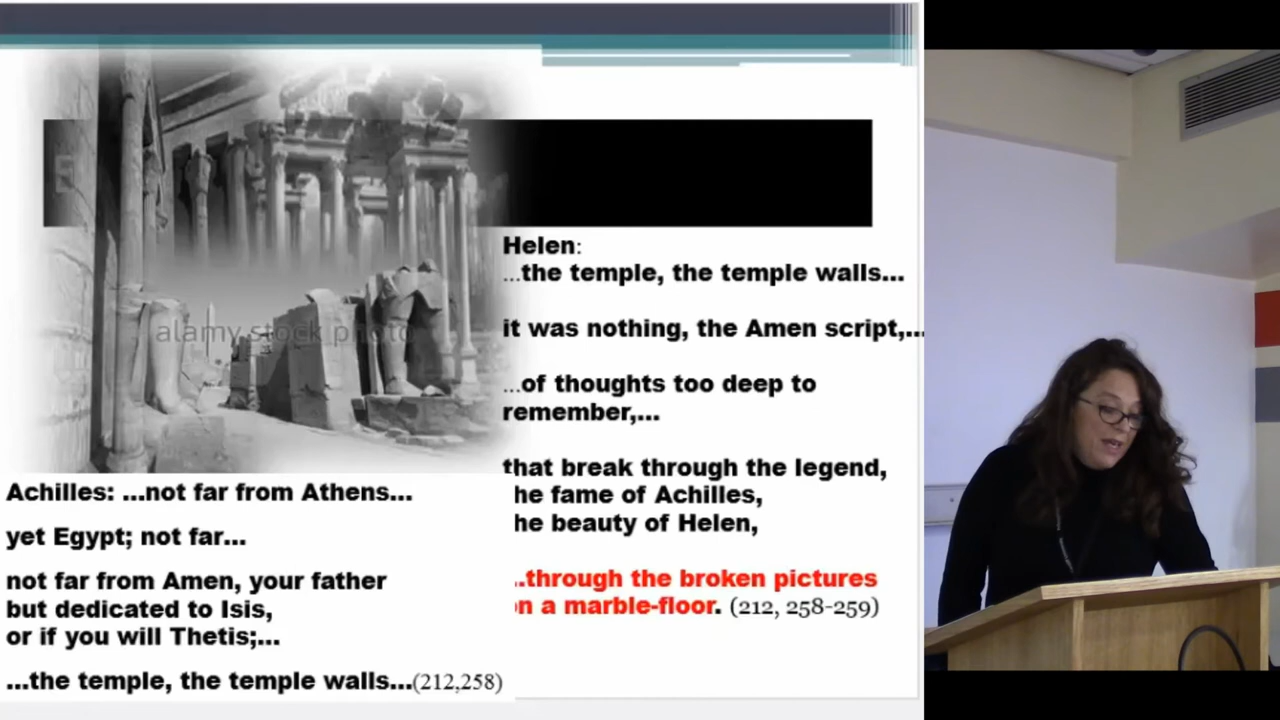 alamy stock photo
Helen:
...the temple, the temple walls...
it was nothing, the Amen script,...
...of thoughts too deep to
remember,...
that break through the legend,
he fame of Achilles,
he beauty of Helen,
..through the broken pictures
n a marble-floor. (212, 258-259)
Achilles: ...not far from Athens...
yet Egypt; not far...
not far from Amen, your father
but dedicated to Isis,
or if you will Thetis;...
...the temple, the temple walls...(212,258)